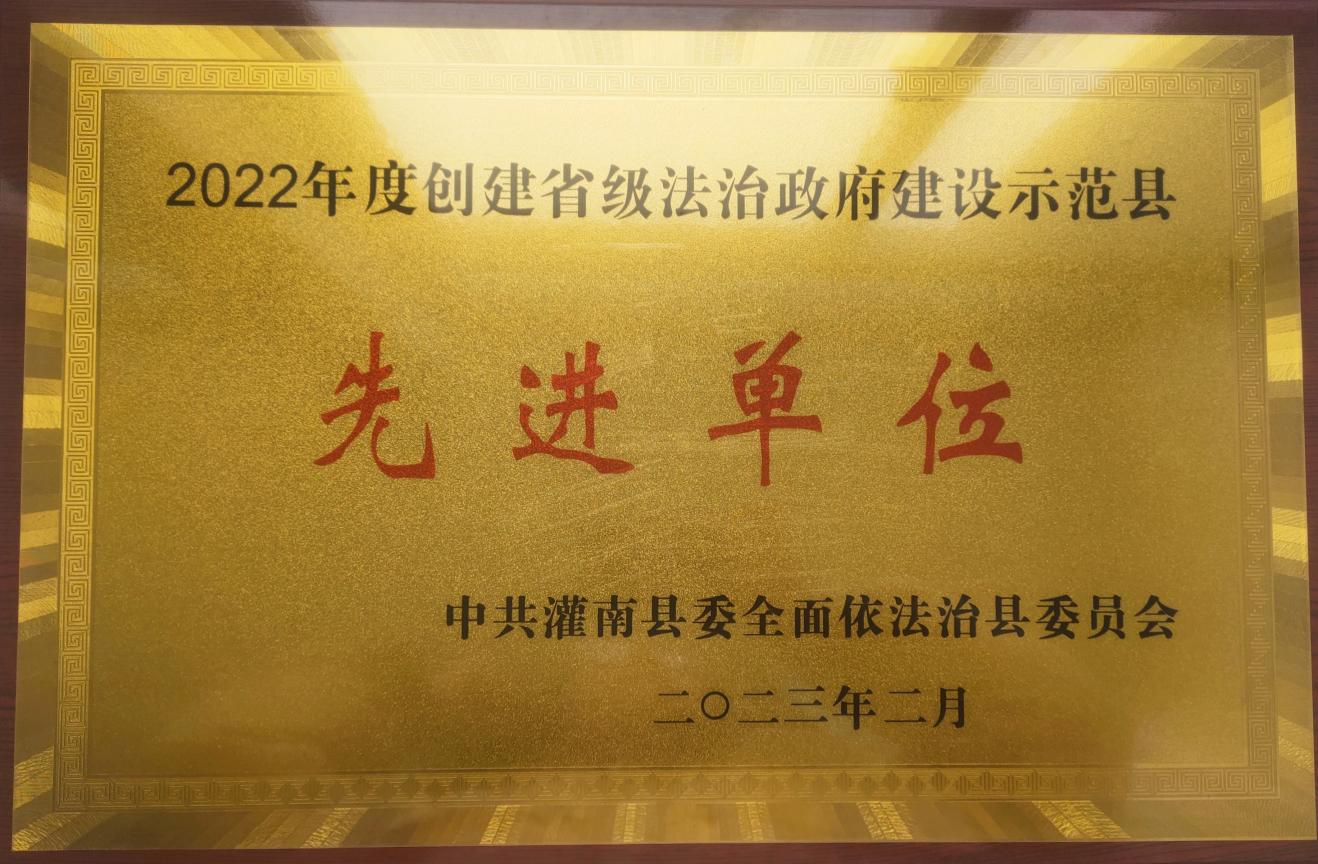 2022年度创建省级法治政府建设示范县
先进单位
中共灌南县委全面依法治县委员会
二〇二三年二月